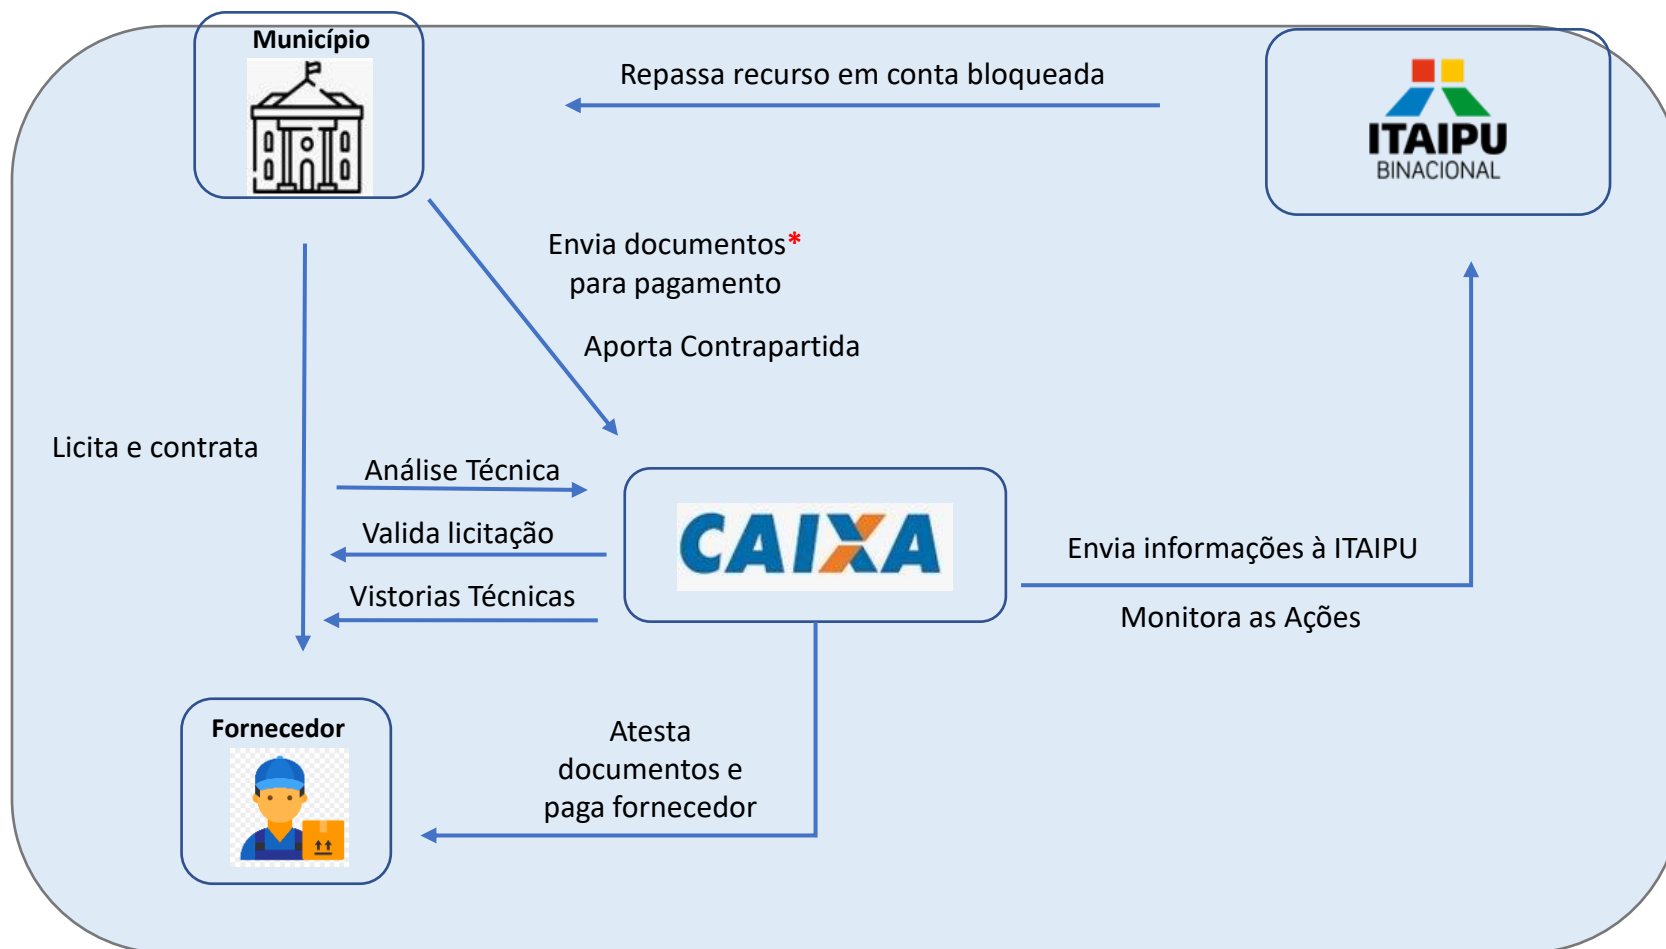 Município
Repassa recurso em conta bloqueada
ITAIPU
BINACIONAL
Envia documentos*
para pagamento
Aporta Contrapartida
Licita e contrata
Análise Técnica
Valida licitação
Vistorias Técnicas
CAIXA
Envia informações à ITAIPU
Monitora as Ações
Fornecedor
Atesta
documentos e
paga fornecedor